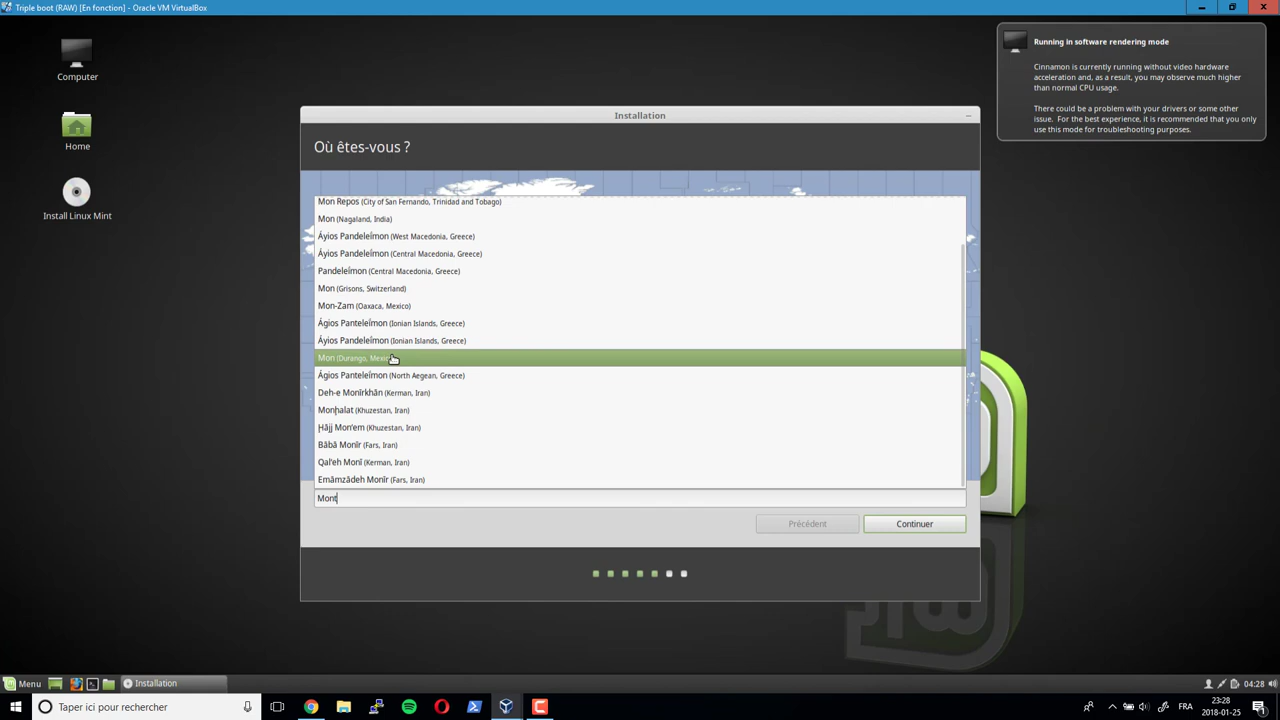 Triple boot (RAW) [En fonction] - Oracle VM VirtualBox
Computer
Home
Install Linux Mint
Running in software rendering mode
Cinnamon is currently running without video hardware
acceleration and, as a result, you may observe much higher
than normal CPU usage.
There could be a problem with your drivers or some other
issue. For the best experience, it is recommended that you only
use this mode for troubleshooting purposes.
Installation
Où êtes-vous ?
Mon Repos (City of San Fernando, Trinidad and Tobago)
Mon (Nagaland, India)
Áyios Pandeleímon (West Macedonia, Greece)
Áyios Pandeleímon (Central Macedonia, Greece)
Pandeleímon (Central Macedonia, Greece)
Mon (Grisons, Switzerland)
Mon-Zam (Oaxaca, Mexico)
Ágios Panteleímon (Ionian Islands, Greece)
Áyios Pandeleímon (Ionian Islands, Greece)
Mon (Durango, Mexico)
Ágios Panteleímon (North Aegean, Greece)
Deh-e Monīrkhān (Kerman, Iran)
Monḩalat (Khuzestan, Iran)
Ḩājj Mon‘em (Khuzestan, Iran)
Bābā Monīr (Fars, Iran)
Qal‘eh Monī (Kerman, Iran)
Emāmzādeh Monīr (Fars, Iran)
Mont
Précédent
Continuer
Menu
Installation
04:28
Taper ici pour rechercher
FRA
23:28
2018-01-25
1